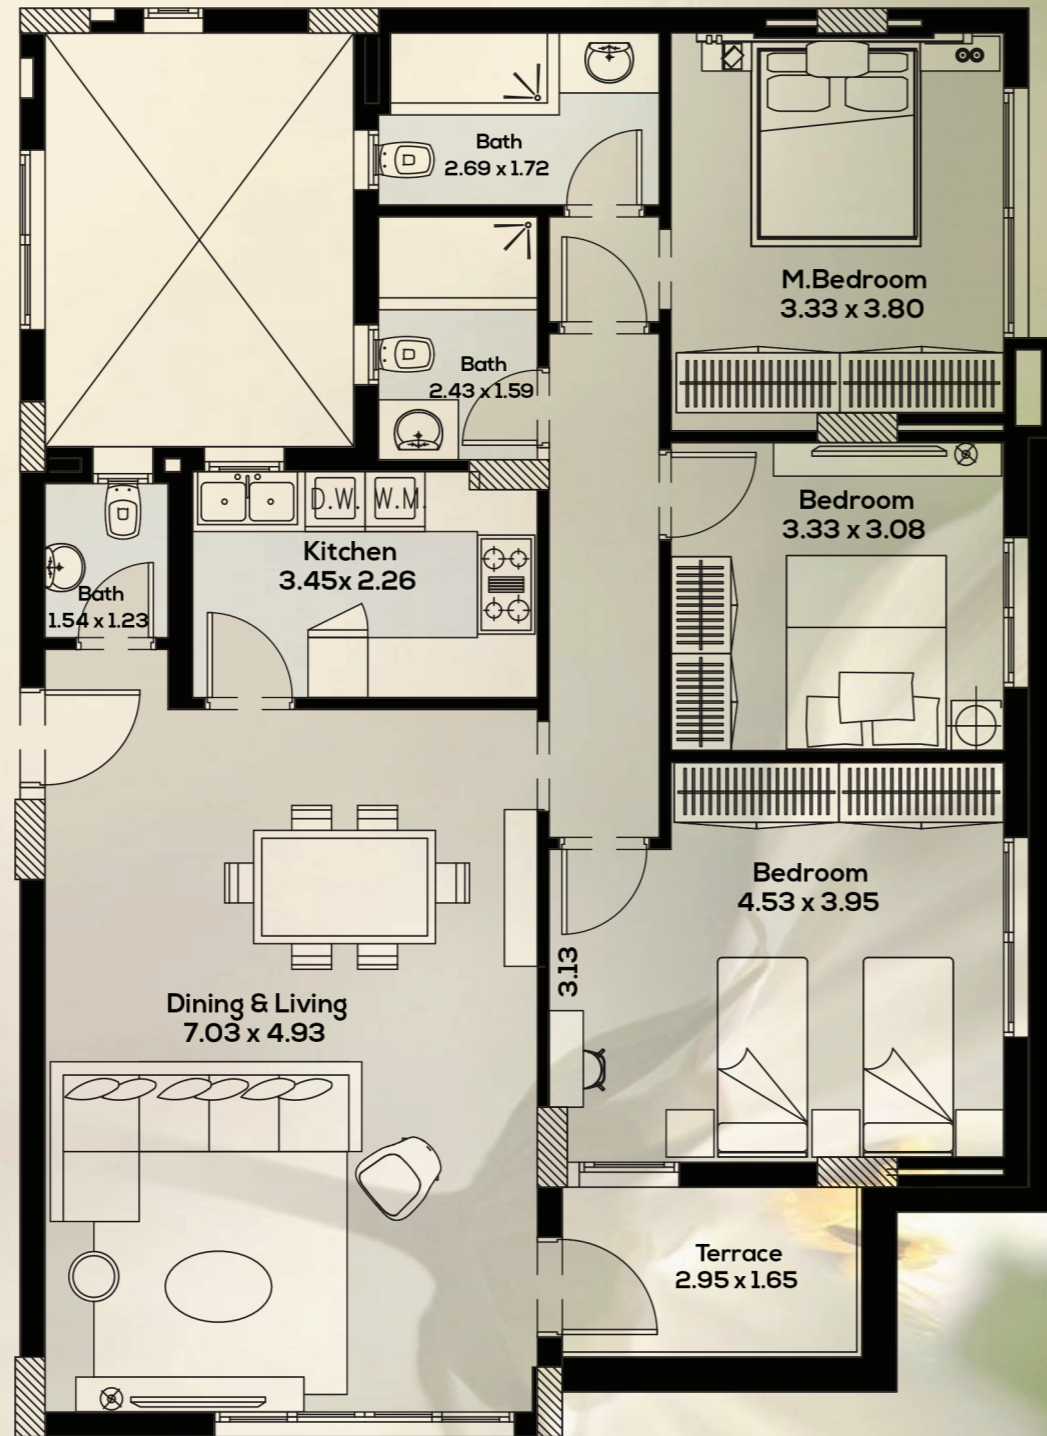 Bath
2.69 x 1.72
M.Bedroom
3.33 x 3.80
Bath
2.43 x 1.59
Bedroom
3.33 x 3.08
D.W.
W.M.
Kitchen
3.45x 2.26
Bath
1.54 x 1.23
Bedroom
4.53 x 3.95
3.13
Dining & Living
7.03 x 4.93
Terrace
2.95 x 1.65